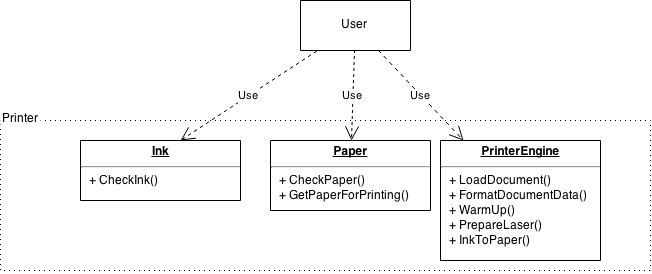 User
Use
Use
Use
Printer
Ink
+ CheckInk()
Paper
+ CheckPaper()
+ GetPaperForPrinting()
PrinterEngine
+ LoadDocument()
+ FormatDocumentData()
+ WarmUp()
+ PrepareLaser()
+ InkToPaper()